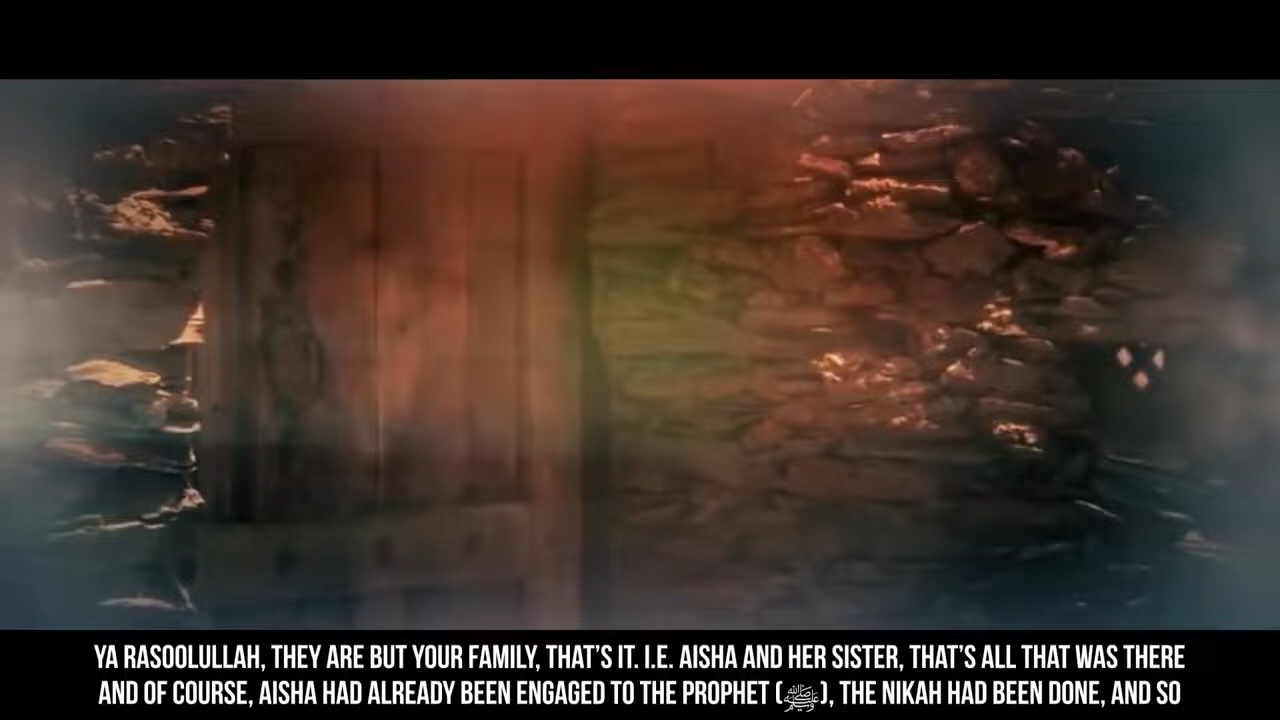 YA RASOOLULLAH, THEY ARE BUT YOUR FAMILY, THAT'S IT. I.E. AISHA AND HER SISTER, THAT'S ALL THAT WAS THERE
AND OF COURSE, AISHA HAD ALREADY BEEN ENGAGED TO THE PROPHET (ﷺ), THE NIKAH HAD BEEN DONE, AND SO